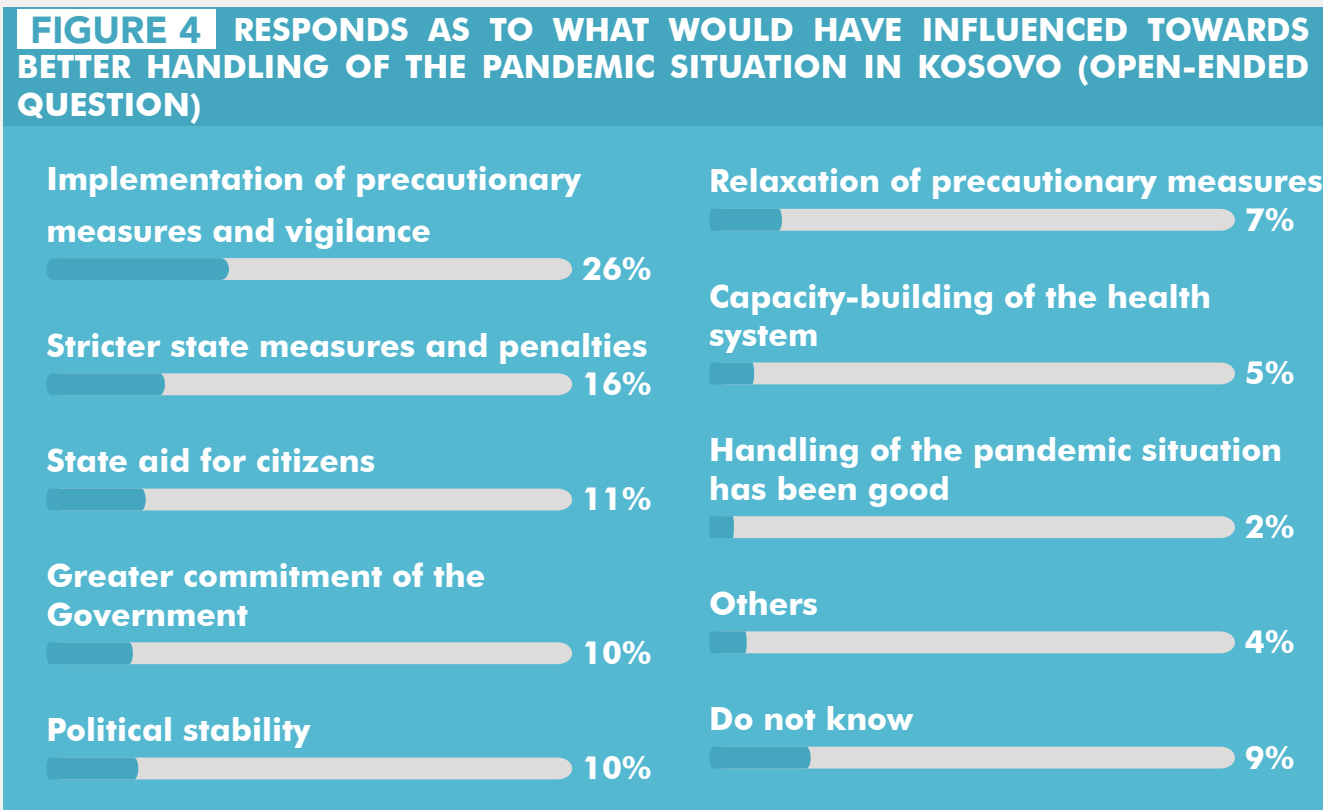 FIGURE 4 RESPONDS AS TO WHAT WOULD HAVE INFLUENCED TOWARDS
BETTER HANDLING OF THE PANDEMIC SITUATION IN KOSOVO (OPEN-ENDED
QUESTION)
Implementation of precautionary
measures and vigilance
26%
Stricter state measures and penalties
16%
State aid for citizens
11%
Greater commitment of the
Government
10%
Political stability
10%
Relaxation of precautionary measures
7%
Capacity-building of the health
system
5%
Handling of the pandemic situation
has been good
2%
Others
4%
Do not know
9%